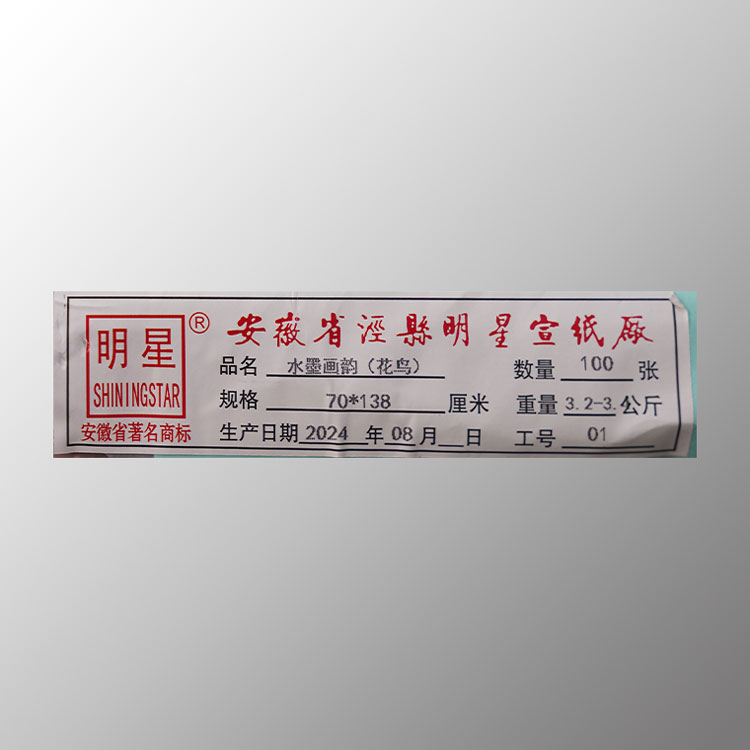 明星
SHININGSTAR
®
安徽省著名商标
安徽省涇縣明星宣纸厰
品名 水墨画韵（花鸟） 数量 100 张
规格 70*138 厘米 重量 3.2-3. 公斤
生产日期 2024 年 08 月 日 工号 01